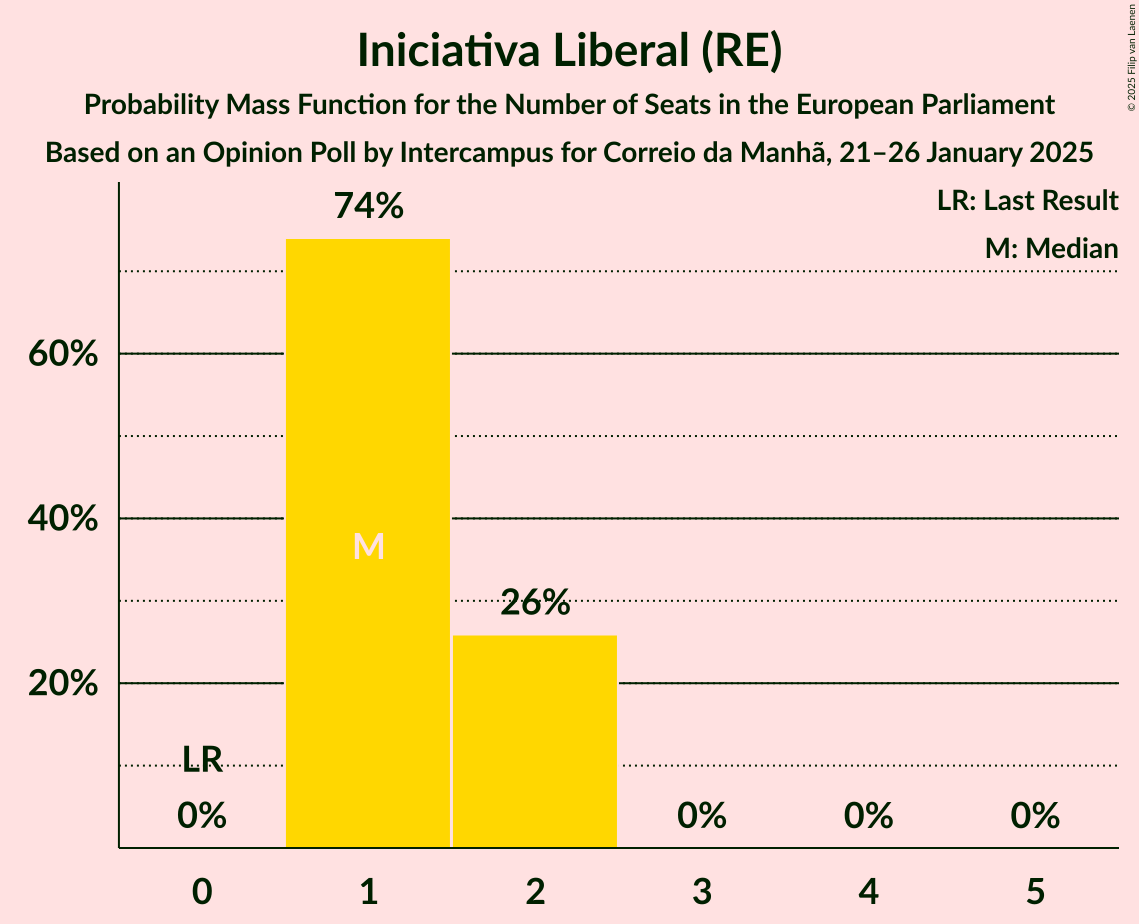 Iniciativa Liberal (RE)
Probability Mass Function for the Number of Seats in the European Parliament
Based on an Opinion Poll by Intercampus for Correio da Manhã, 21–26 January 2025
© 2025 Filip van Laenen
LR: Last Result
M: Median
74%
60%
40%
M
26%
20%
LR
0%
0%
0%
0%
0
1
2
3
4
5